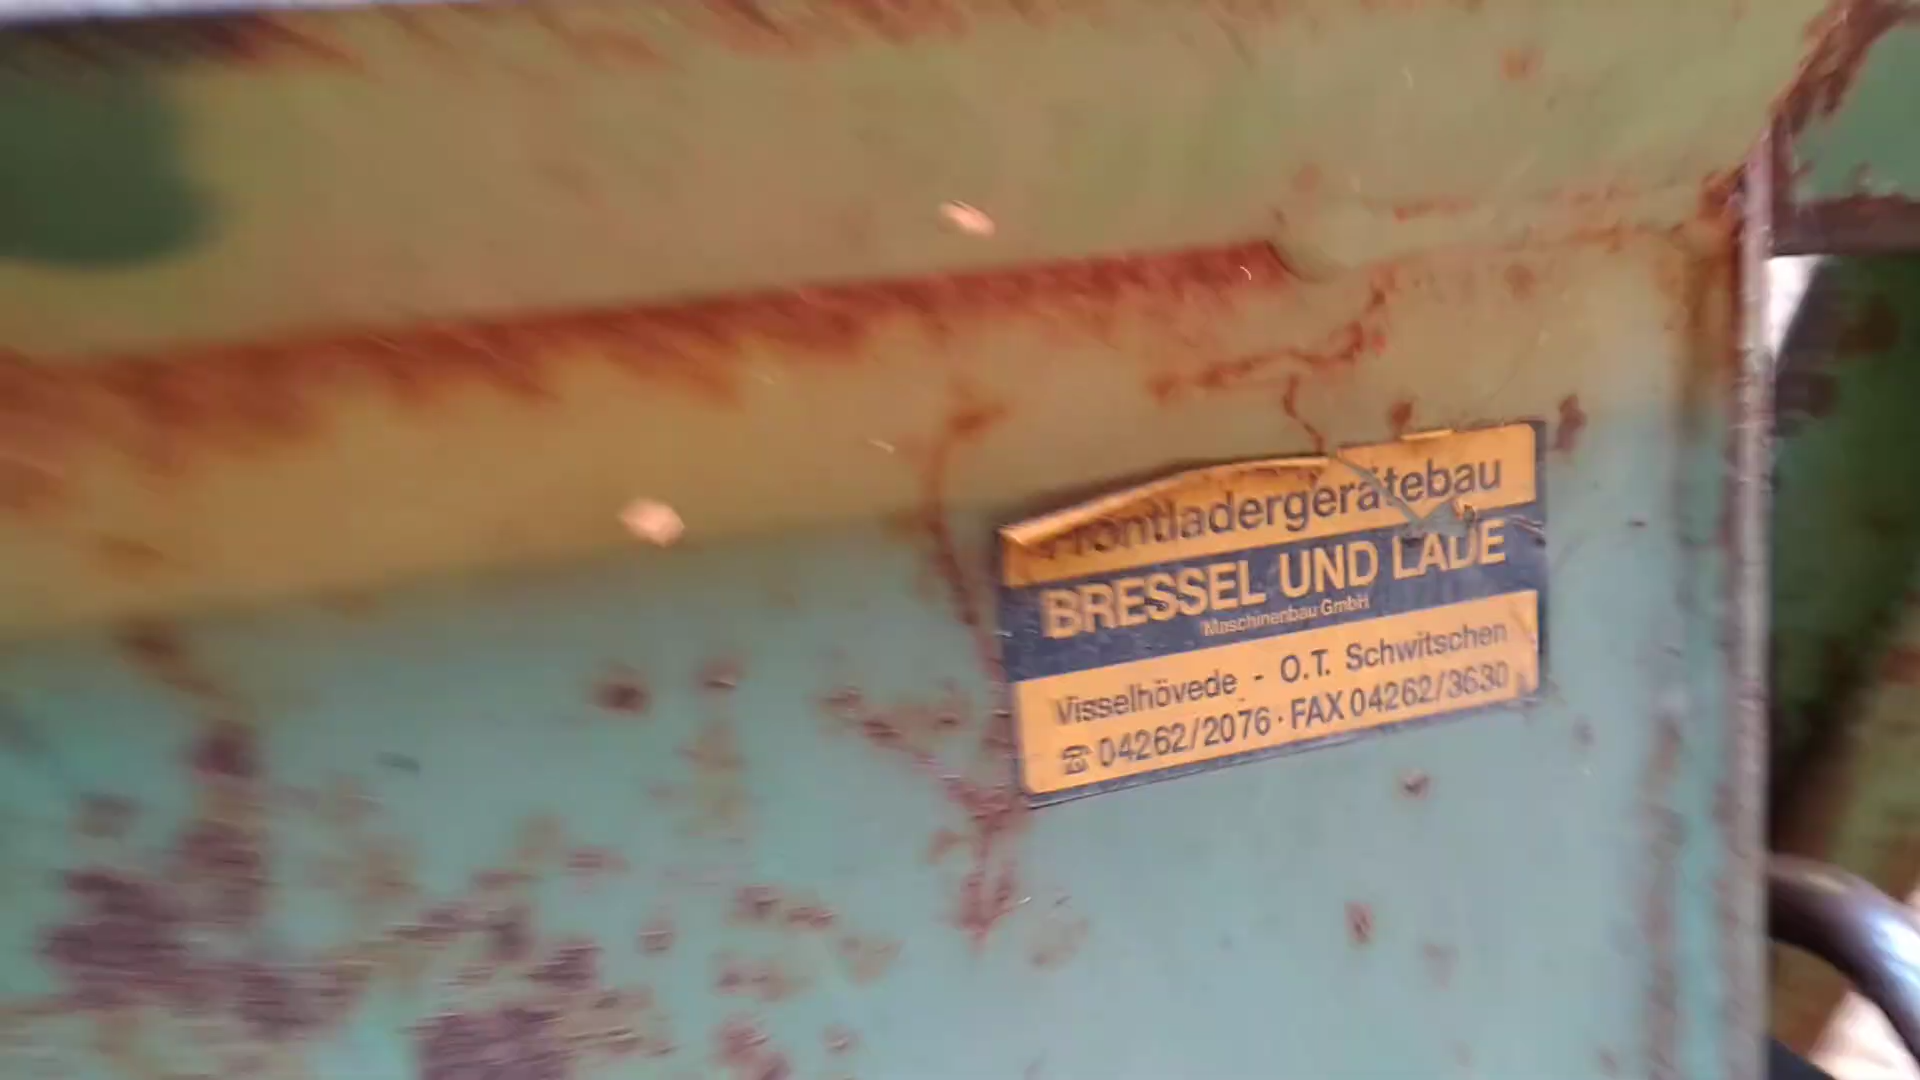 Frontladergerätebau
BRESSEL UND LADE
Maschinenbau GmbH
Visselhövede - O.T. Schwitschen
☎ 04262/2076 · FAX 04262/3630